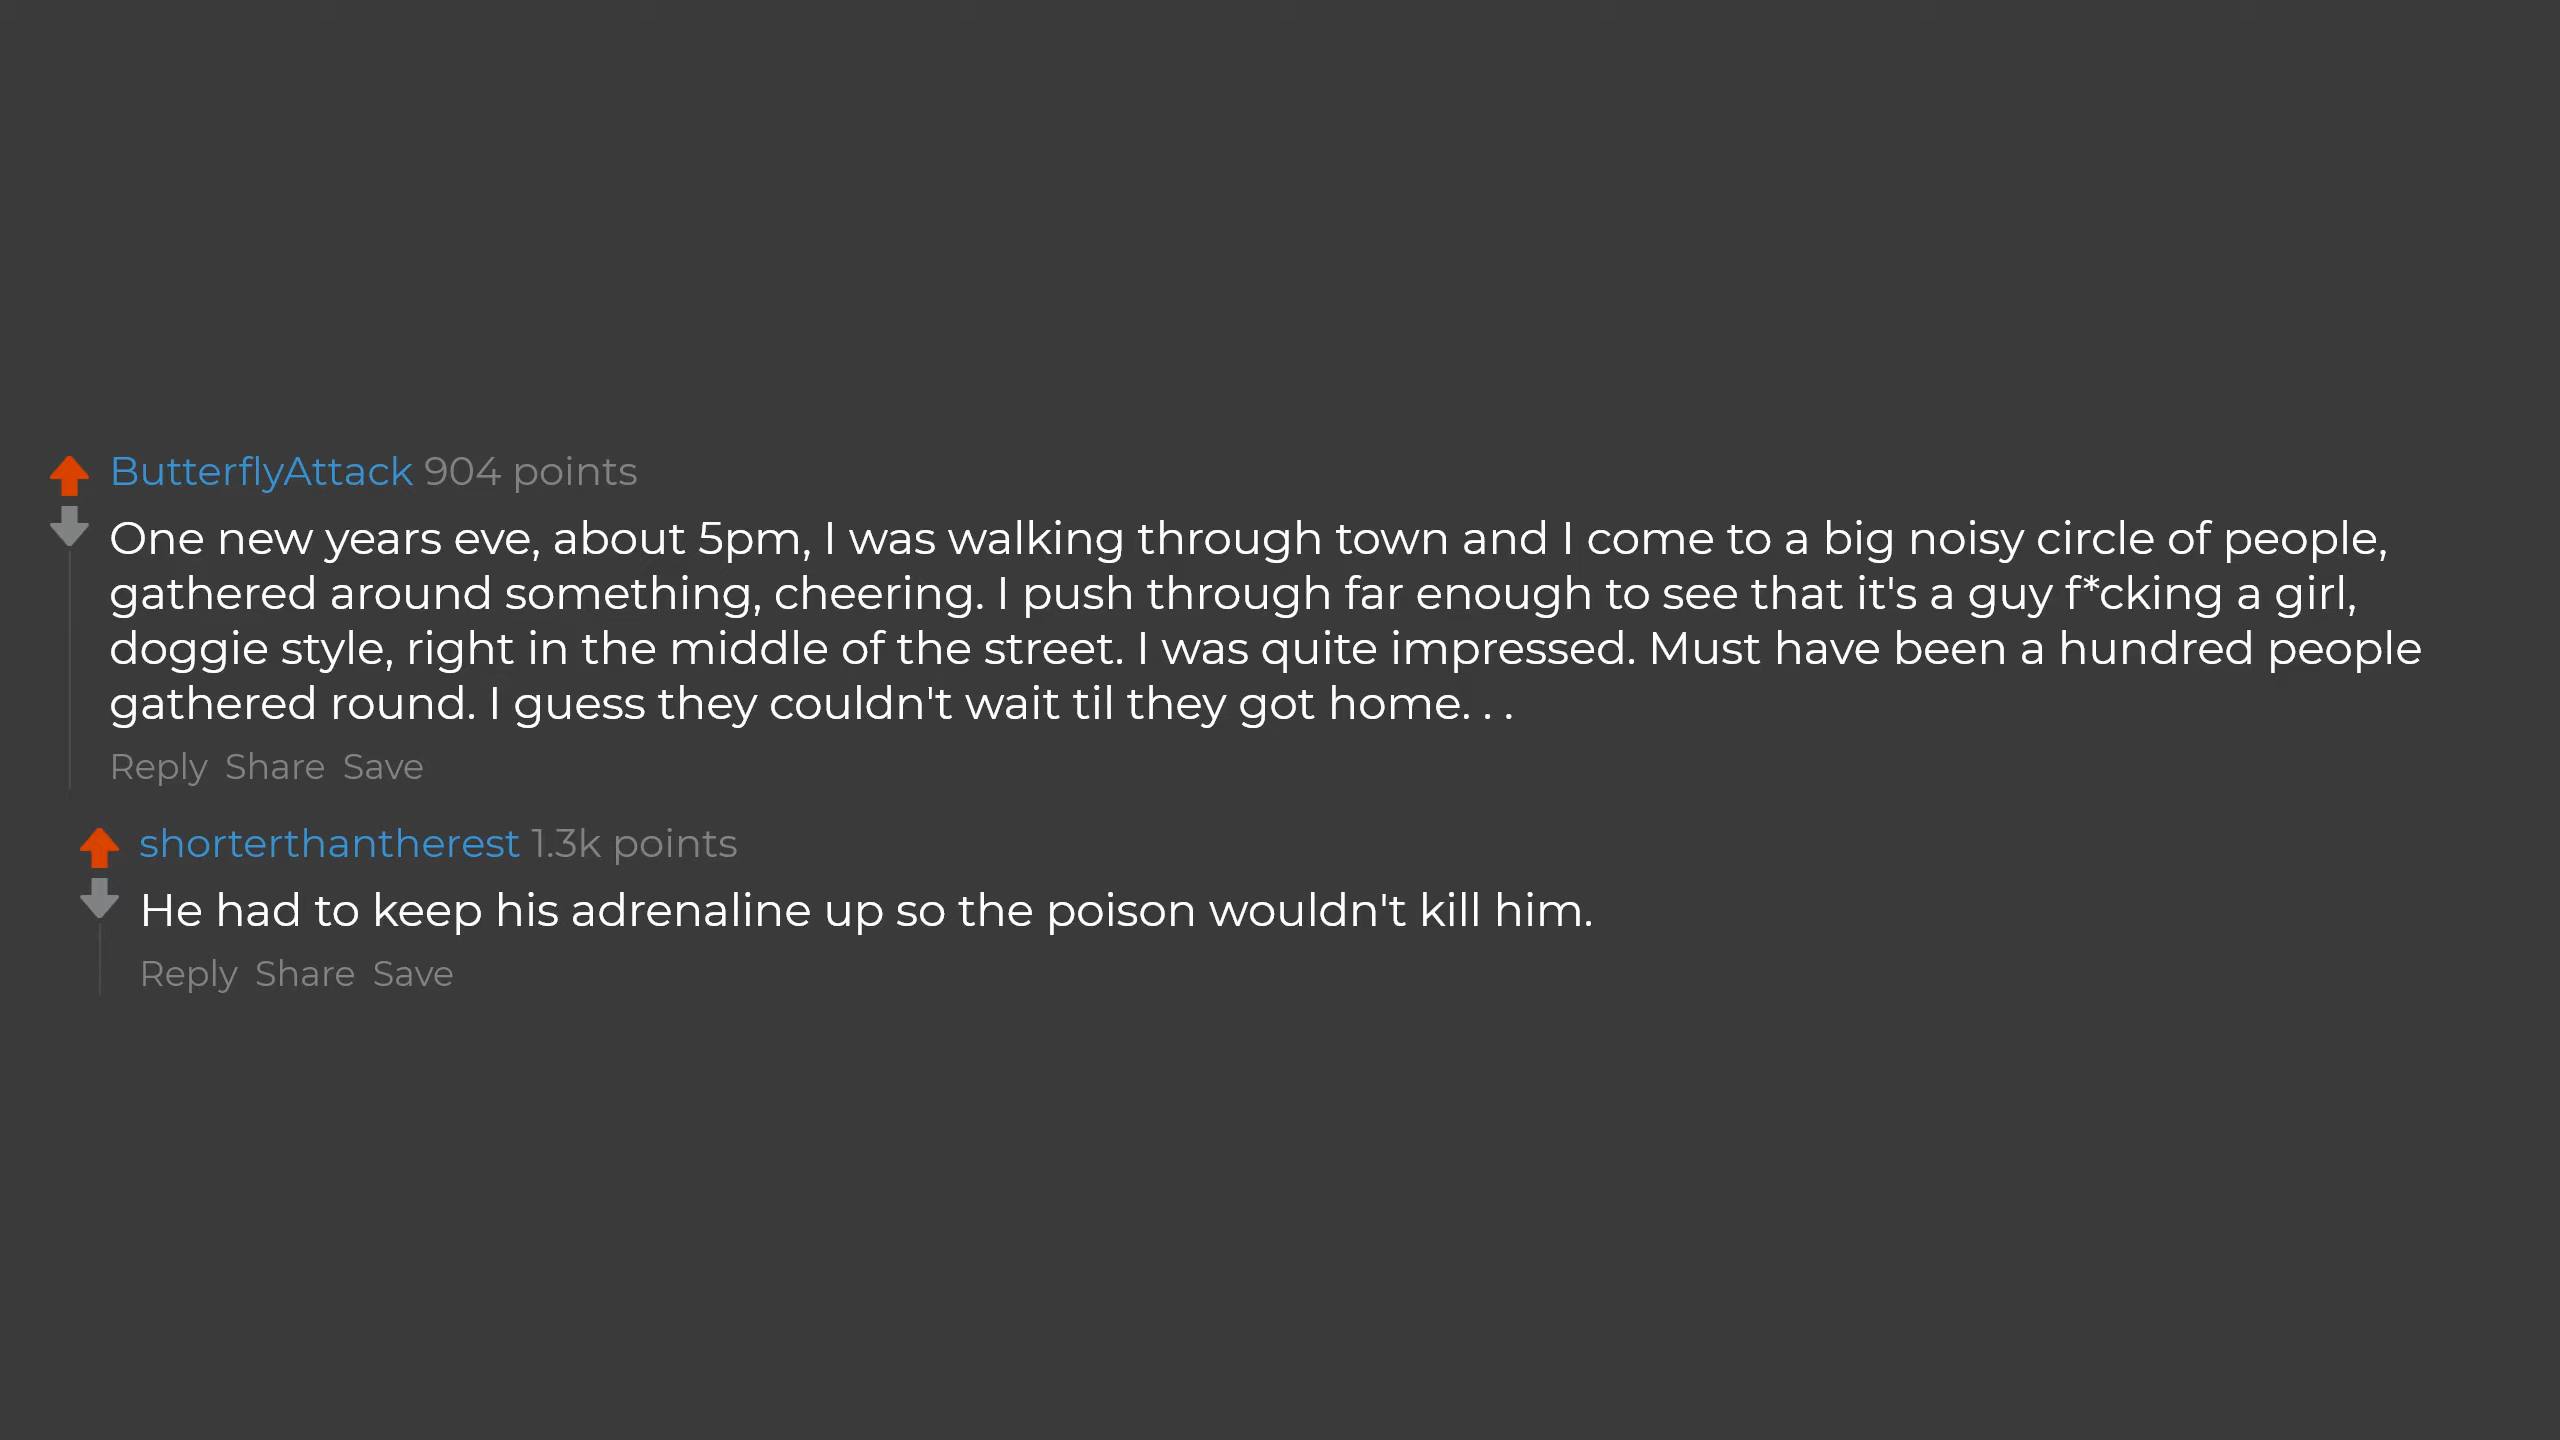 ButterflyAttack 904 points
One new years eve, about 5pm, I was walking through town and I come to a big noisy circle of people,
gathered around something, cheering. I push through far enough to see that it's a guy f*cking a girl,
doggie style, right in the middle of the street. I was quite impressed. Must have been a hundred people
gathered round. I guess they couldn't wait til they got home. . .
Reply Share Save
shorterthantherest 1.3k points
He had to keep his adrenaline up so the poison wouldn't kill him.
Reply Share Save